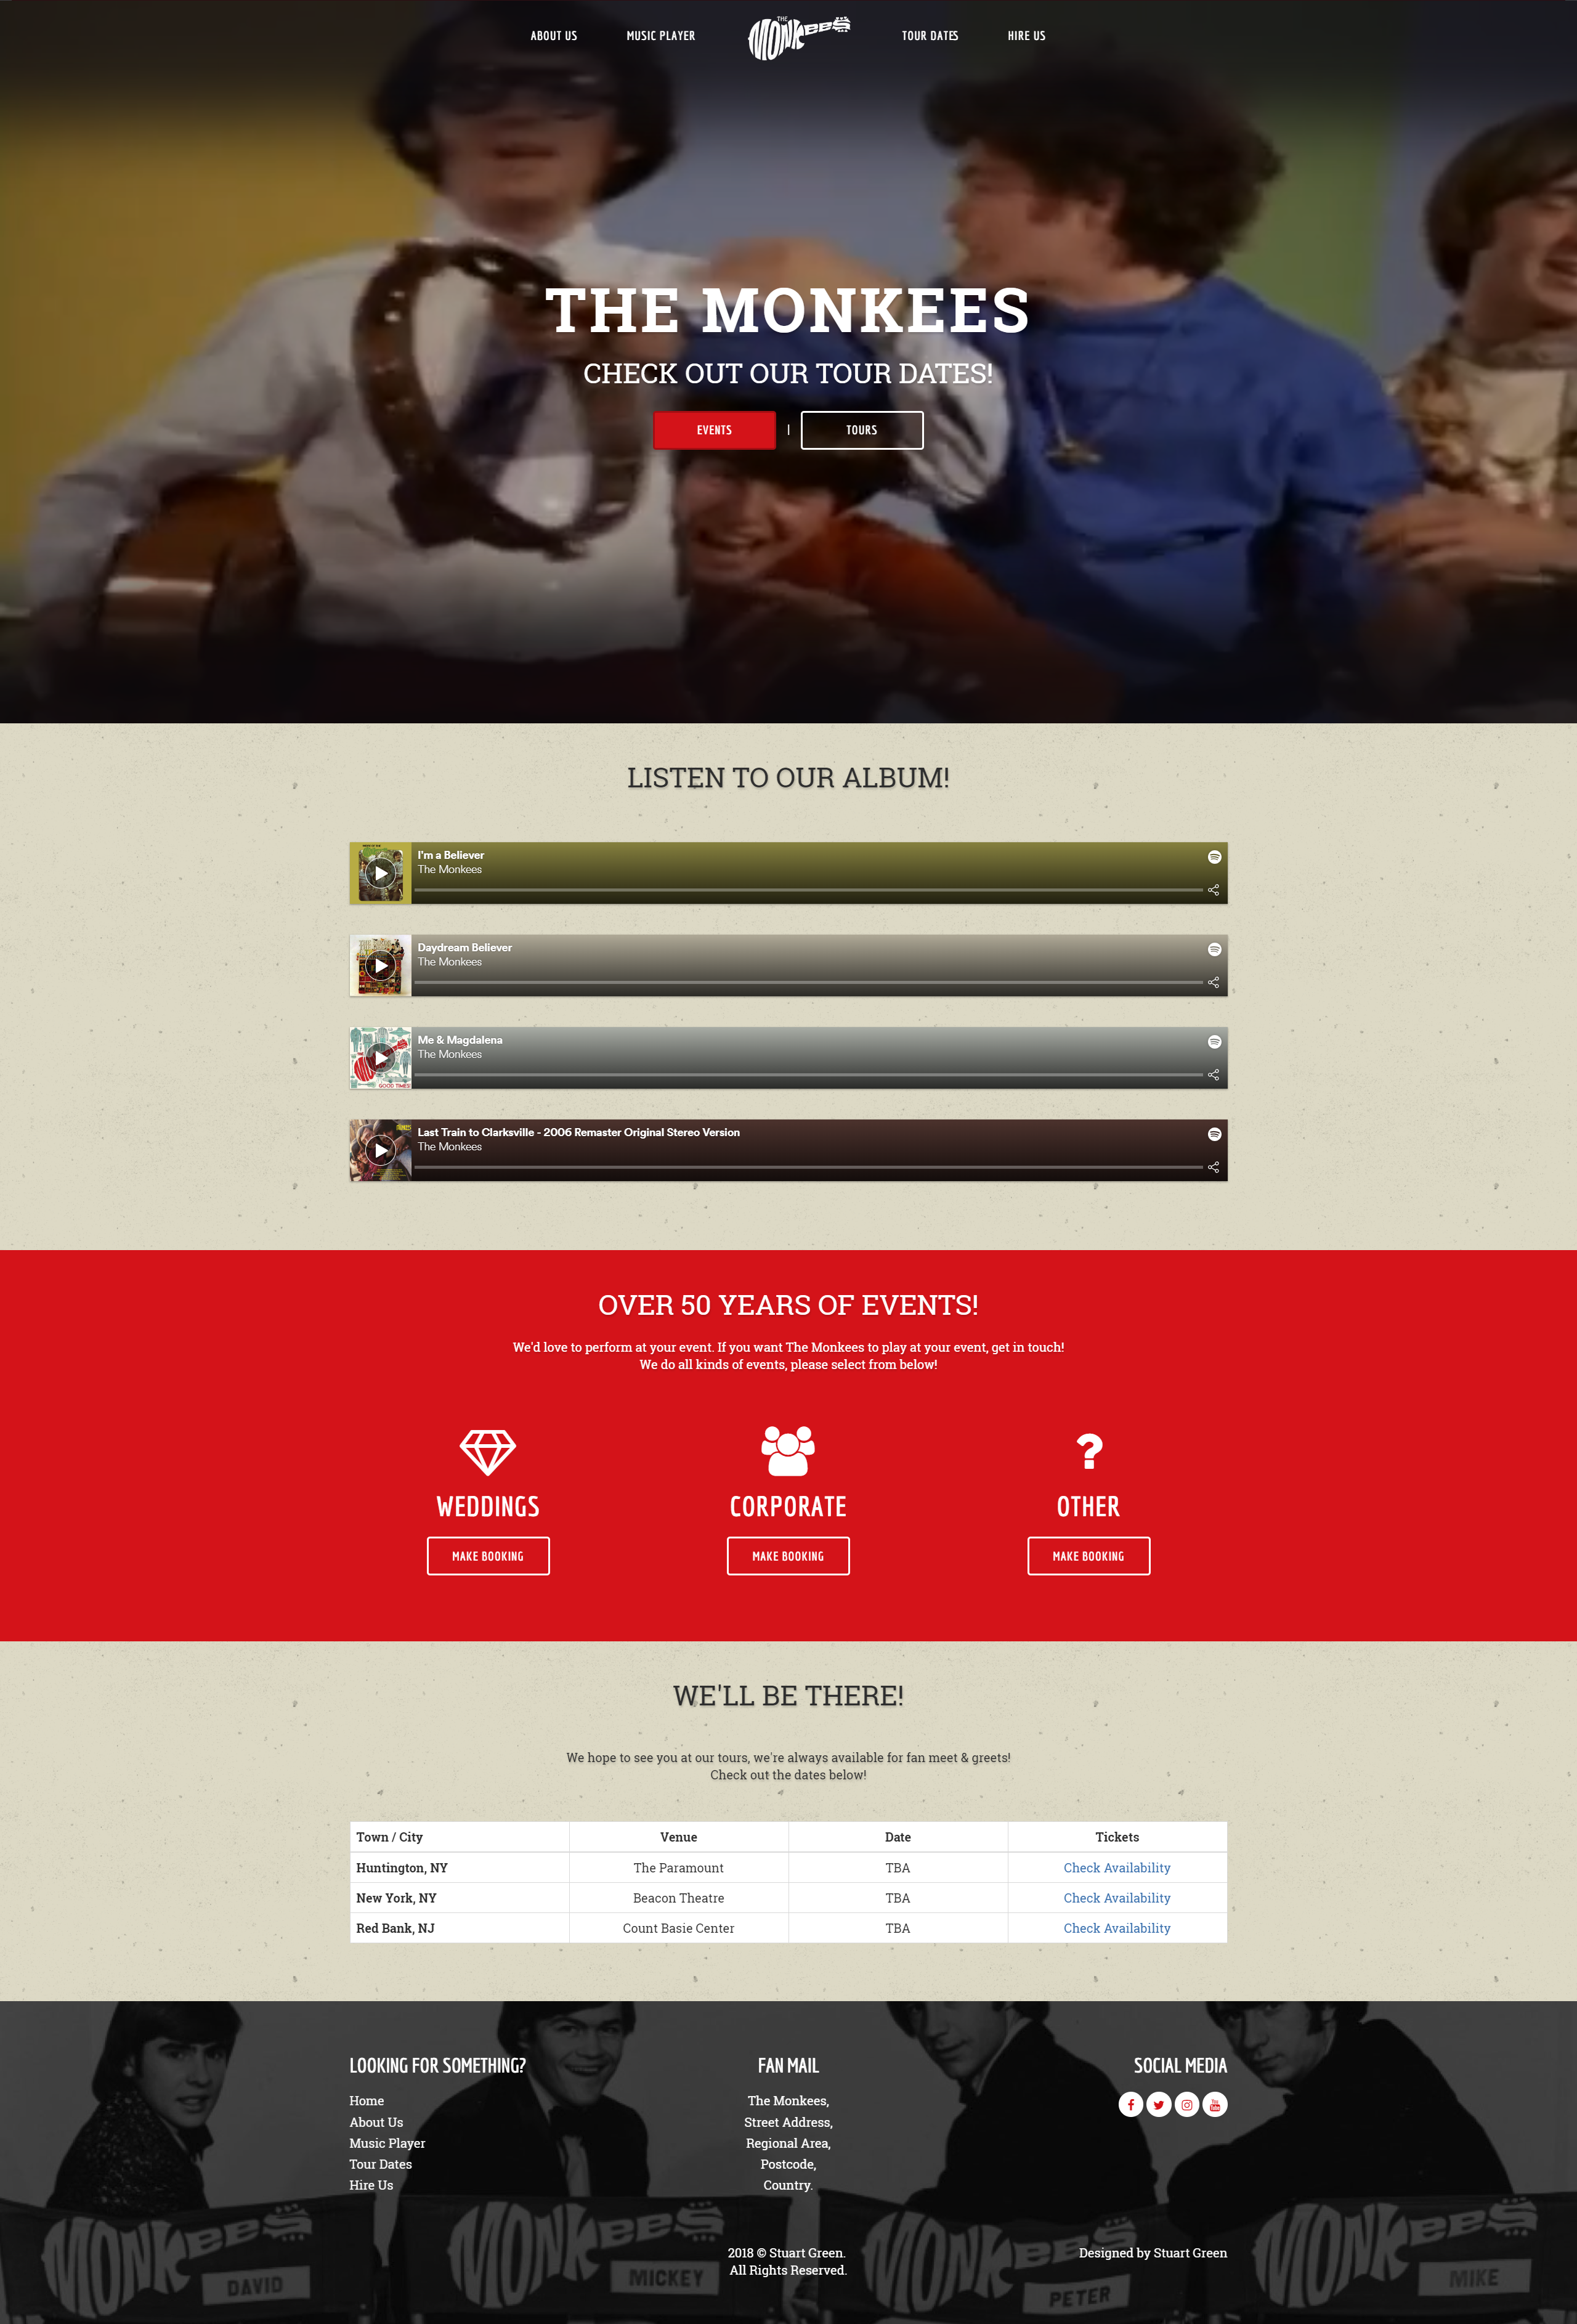 ABOUT US
MUSIC PLAYER
THE MONKEES
TOUR DATES
HIRE US
THE MONKEES
CHECK OUT OUR TOUR DATES!
EVENTS | TOURS
LISTEN TO OUR ALBUM!
I'm a Believer
The Monkees
Daydream Believer
The Monkees
Me & Magdalena
The Monkees
GOOD TIMES!
Last Train to Clarksville - 2006 Remaster Original Stereo Version
The Monkees
OVER 50 YEARS OF EVENTS!
We'd love to perform at your event. If you want The Monkees to play at your event, get in touch!
We do all kinds of events, please select from below!
WEDDINGS
MAKE BOOKING
CORPORATE
MAKE BOOKING
OTHER
MAKE BOOKING
WE'LL BE THERE!
We hope to see you at our tours, we're always available for fan meet & greets!
Check out the dates below!
Town / City Venue Date Tickets
Huntington, NY The Paramount TBA Check Availability
New York, NY Beacon Theatre TBA Check Availability
Red Bank, NJ Count Basie Center TBA Check Availability
LOOKING FOR SOMETHING?
Home
About Us
Music Player
Tour Dates
Hire Us
FAN MAIL
The Monkees,
Street Address,
Regional Area,
Postcode,
Country.
SOCIAL MEDIA
2018 © Stuart Green.
All Rights Reserved.
Designed by Stuart Green
MONKEES
DAVID
MONKEES
MICKEY
MONKEES
PETER
MONKEES
MIKE